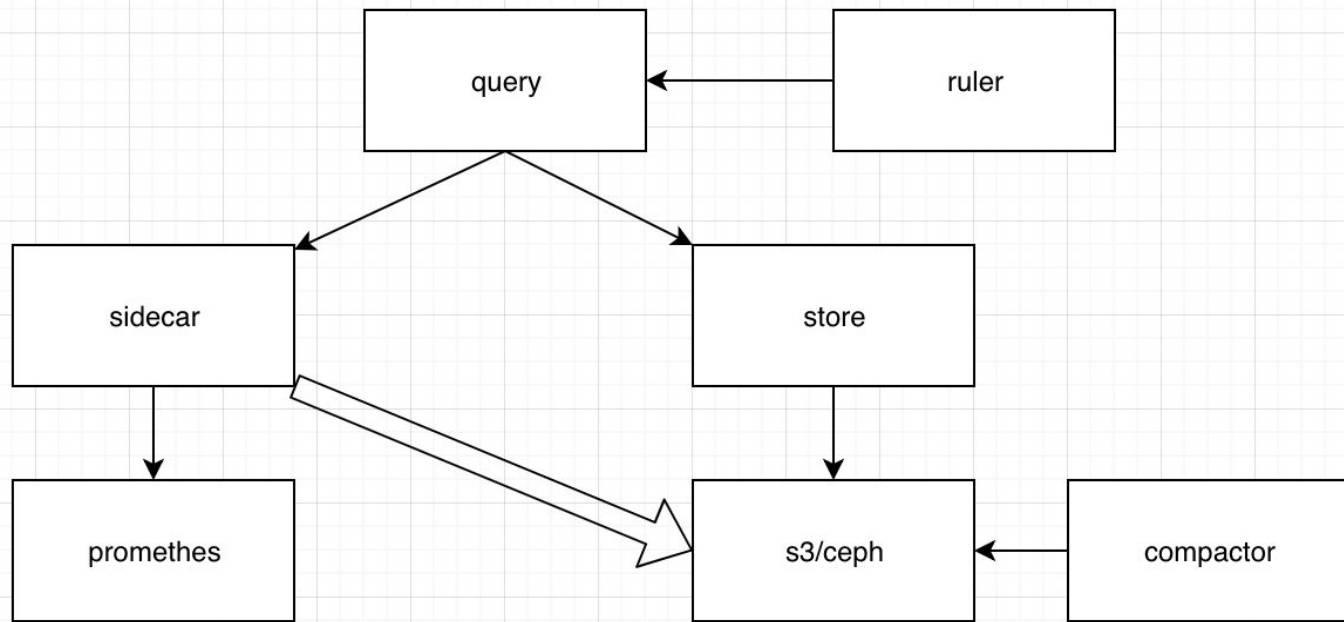 query
ruler
sidecar
store
promethes
s3/ceph
compactor